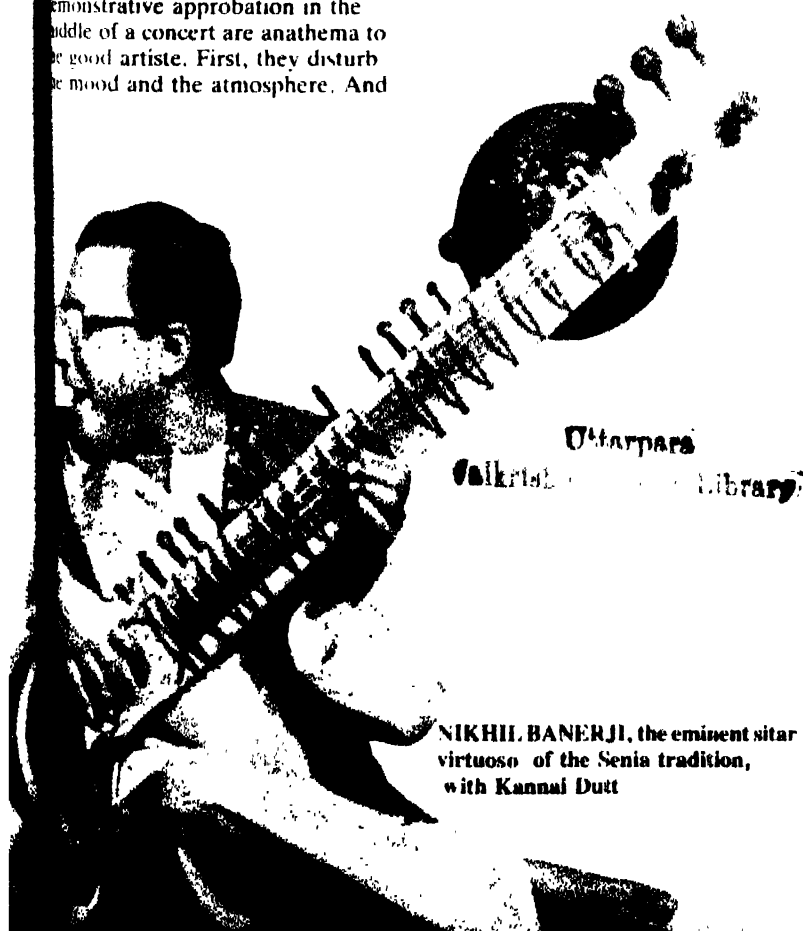 demonstrative approbation in the
middle of a concert are anathema to
the good artiste. First, they disturb
the mood and the atmosphere. And
Uttarpara
Library
NIKHIL BANERJI, the eminent sitar
virtuoso of the Senia tradition,
with Kannai Dutt